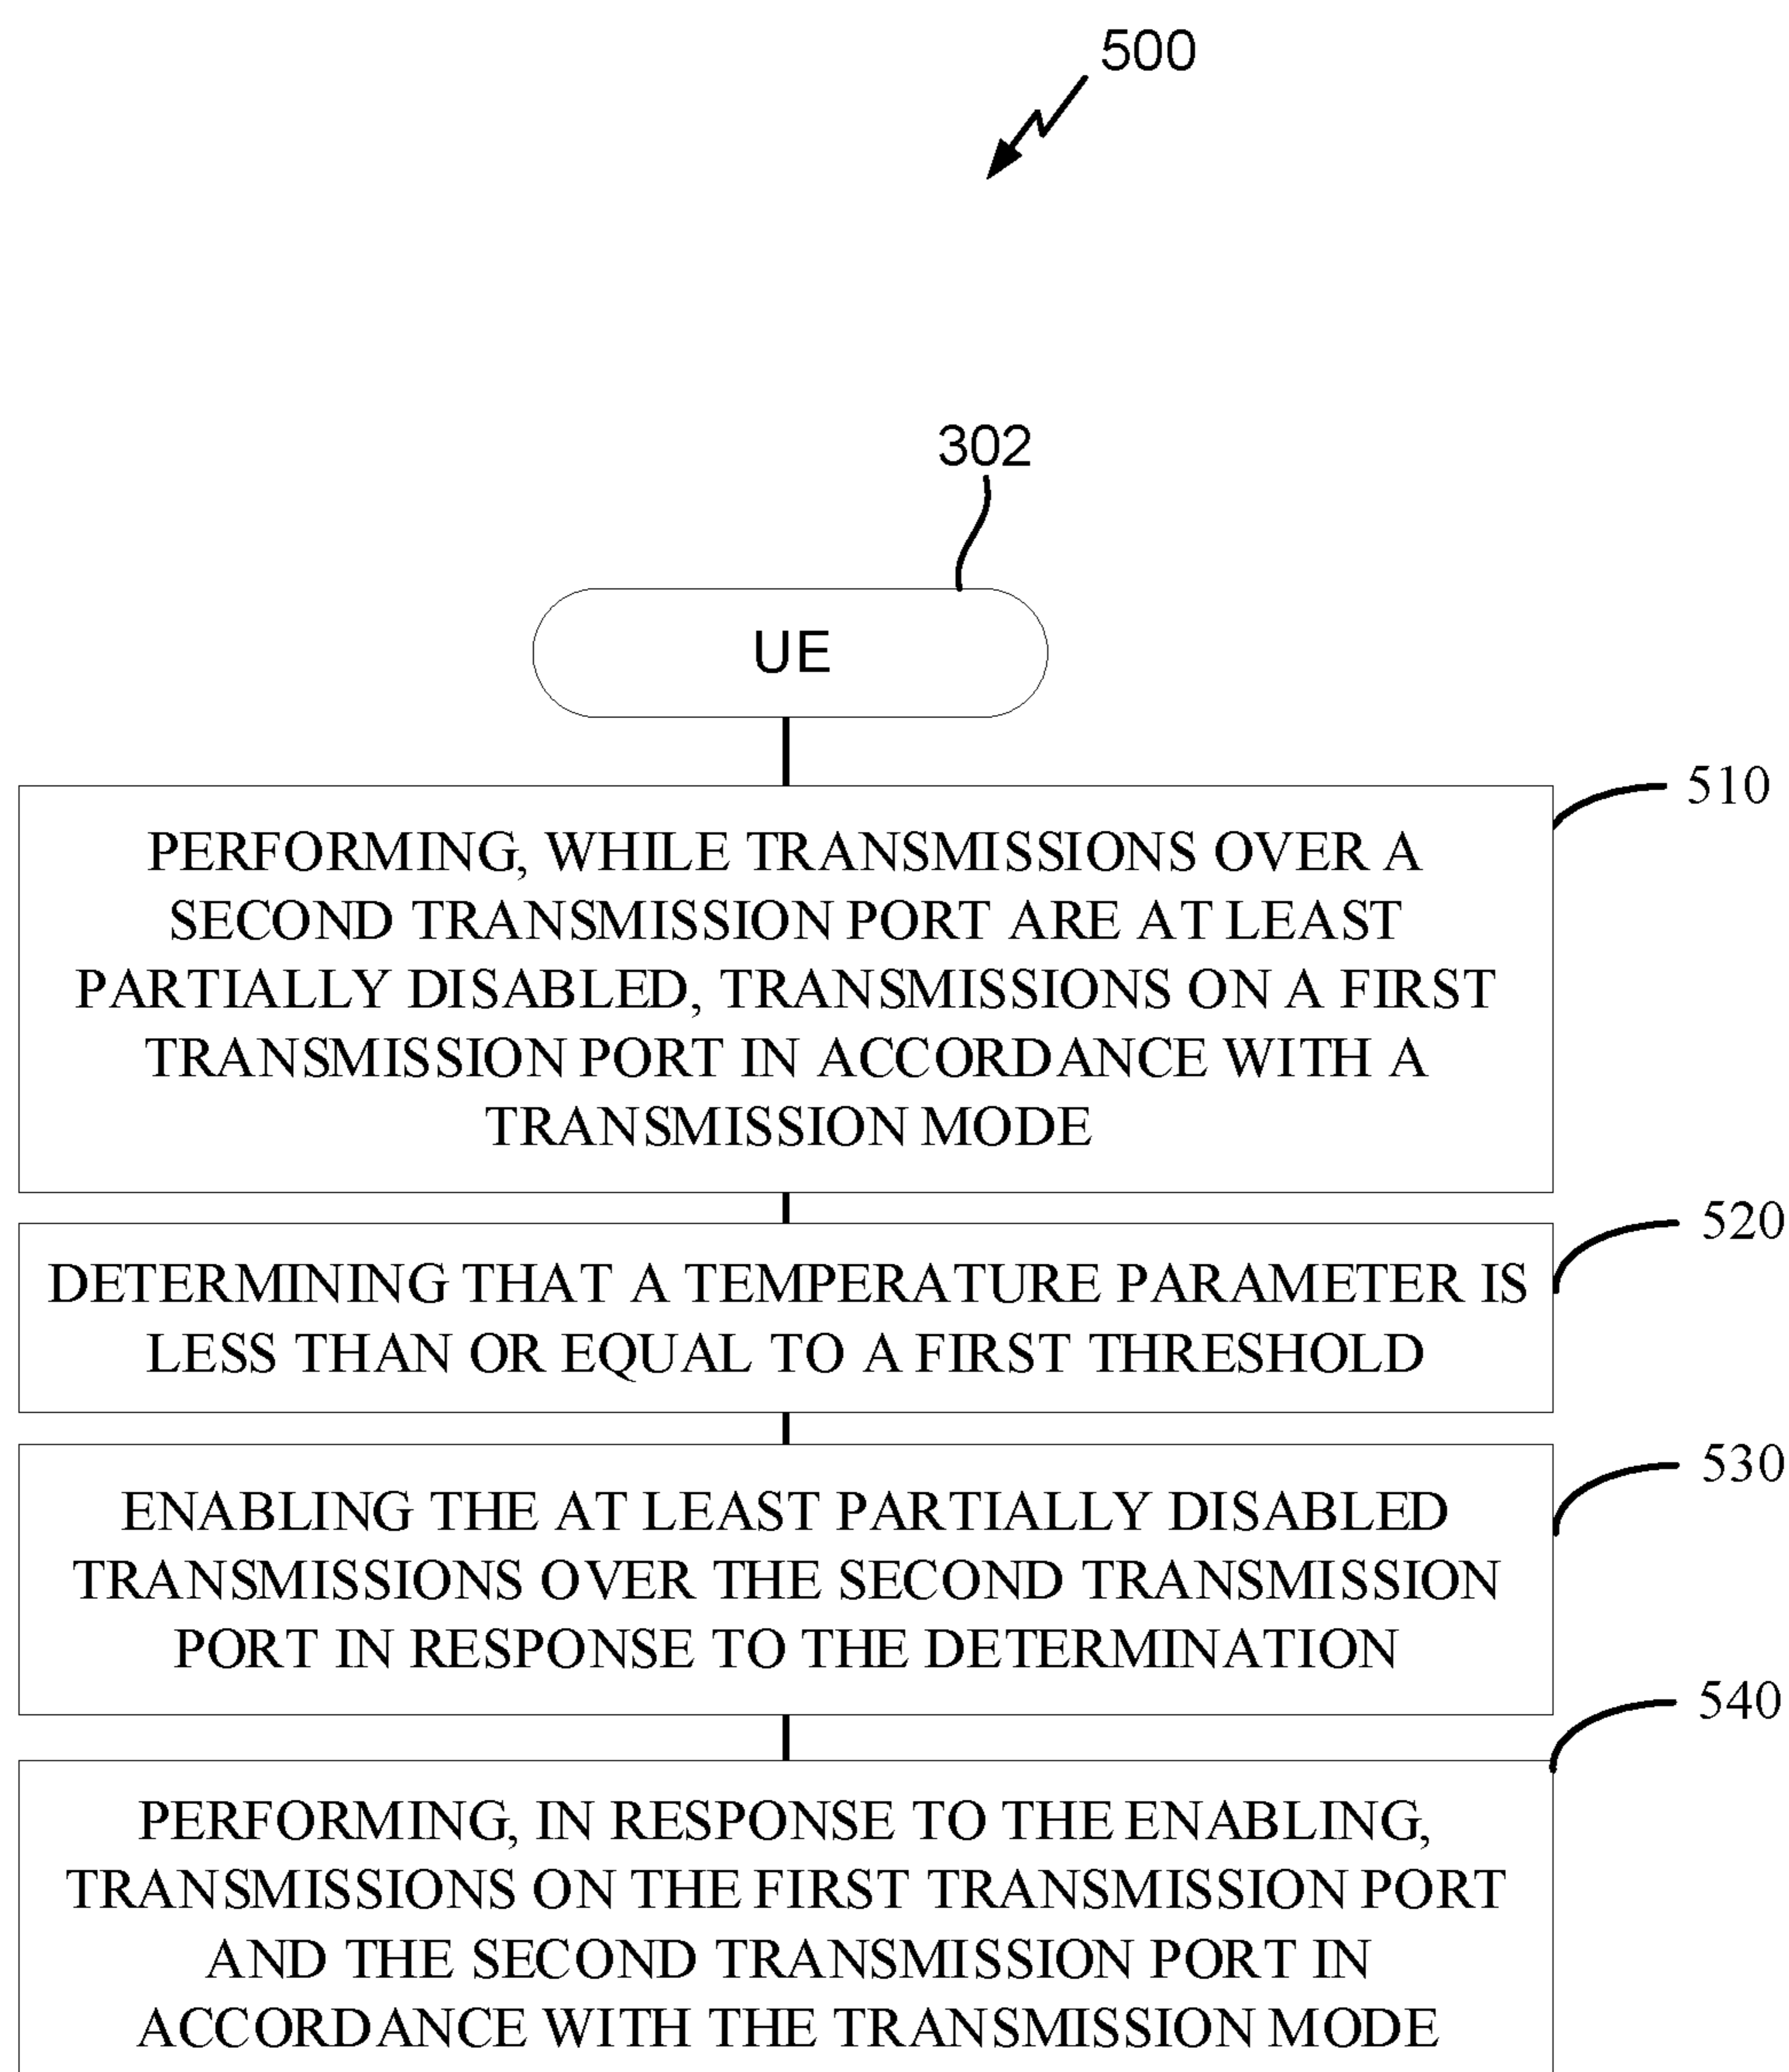 500
302
UE
510
PERFORMING, WHILE TRANSMISSIONS OVER A
SECOND TRANSMISSION PORT ARE AT LEAST
PARTIALLY DISABLED, TRANSMISSIONS ON A FIRST
TRANSMISSION PORT IN ACCORDANCE WITH A
TRANSMISSION MODE
520
DETERMINING THAT A TEMPERATURE PARAMETER IS
LESS THAN OR EQUAL TO A FIRST THRESHOLD
530
ENABLING THE AT LEAST PARTIALLY DISABLED
TRANSMISSIONS OVER THE SECOND TRANSMISSION
PORT IN RESPONSE TO THE DETERMINATION
540
PERFORMING, IN RESPONSE TO THE ENABLING,
TRANSMISSIONS ON THE FIRST TRANSMISSION PORT
AND THE SECOND TRANSMISSION PORT IN
ACCORDANCE WITH THE TRANSMISSION MODE